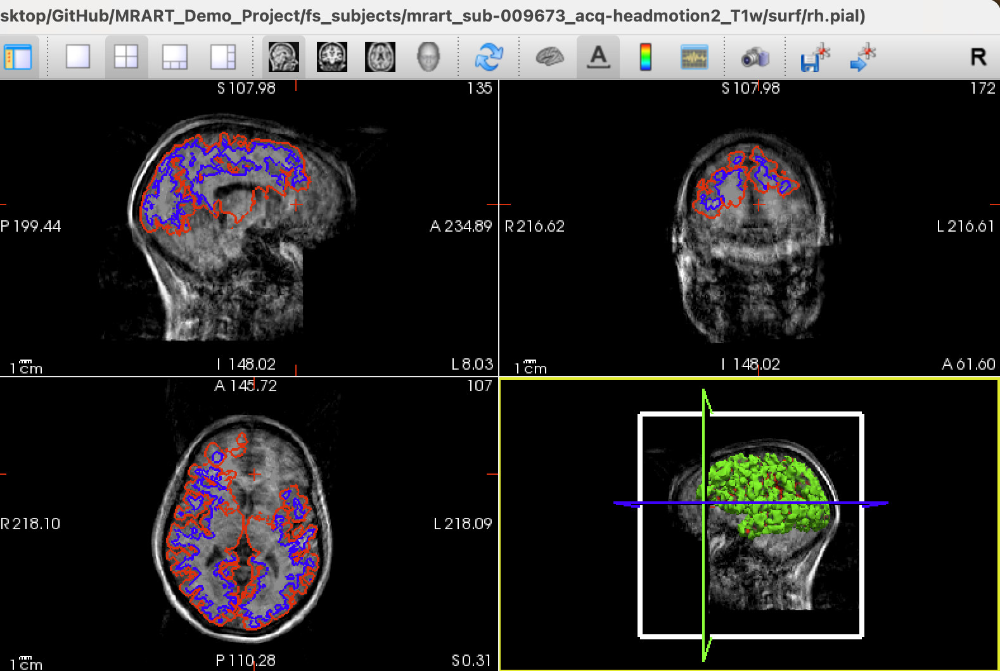 sktop/GitHub/MRART_Demo_Project/fs_subjects/mrart_sub-009673_acq-headmotion2_T1w/surf/rh.pial)
A
R
S 107.98
135
P 199.44
A 234.89
1 cm
I 148.02
L 8.03
S 107.98
172
R 216.62
L 216.61
1 cm
I 148.02
A 61.60
A 145.72
107
R 218.10
L 218.09
1 cm
P 110.28
S 0.31